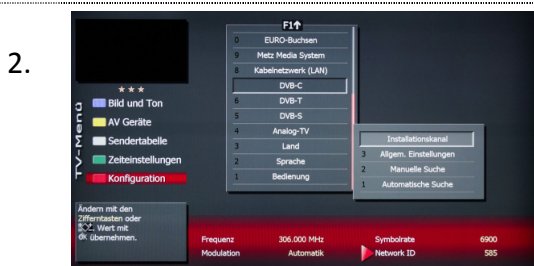 2.
F1↑
0 EURO-Buchsen
9 Metz Media System
8 Kabelnetzwerk (LAN)
DVB-C
6 DVB-T
5 DVB-S
4 Analog-TV
3 Land
2 Sprache
1 Bedienung
Installationskanal
3 Allgem. Einstellungen
2 Manuelle Suche
1 Automatische Suche
TV-Menü
***
Bild und Ton
AV Geräte
Sendertabelle
Zeiteinstellungen
Konfiguration
Ändern mit den
Zifferntasten oder
Wert mit
OK übernehmen.
Frequenz 306.000 MHz Symbolrate 6900
Modulation Automatik Network ID 585